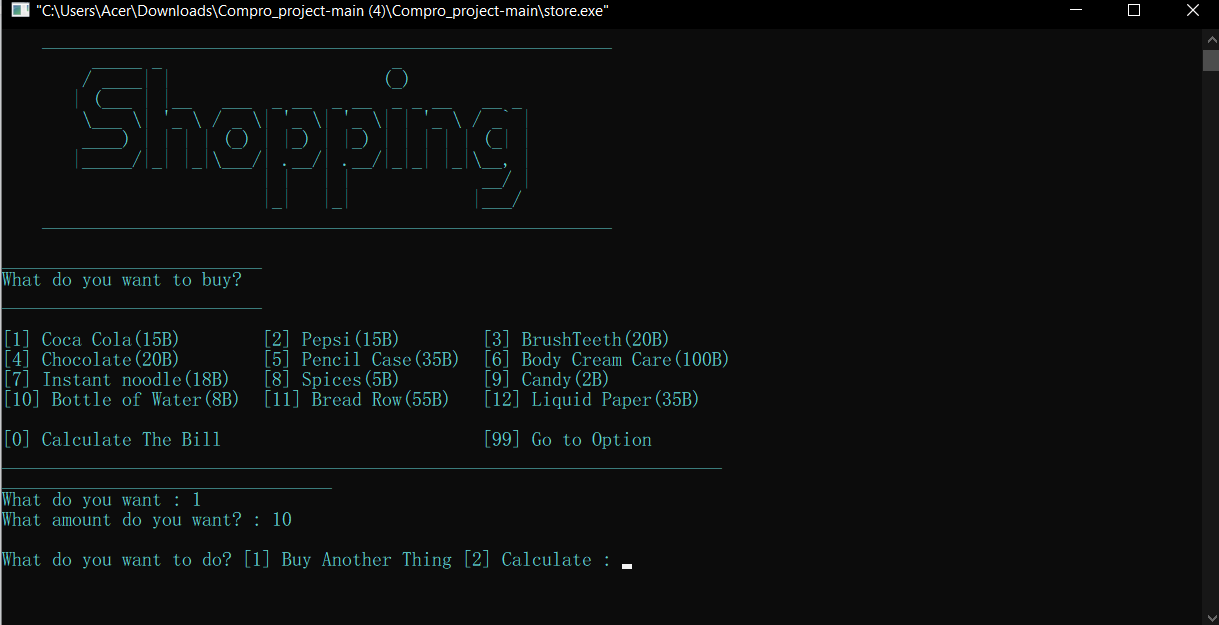 "C:\Users\Acer\Downloads\Compro_project-main (4)\Compro_project-main\store.exe"
Shopping
What do you want to buy?
[1] Coca Cola(15B) [2] Pepsi(15B) [3] BrushTeeth(20B)
[4] Chocolate(20B) [5] Pencil Case(35B) [6] Body Cream Care(100B)
[7] Instant noodle(18B) [8] Spices(5B) [9] Candy(2B)
[10] Bottle of Water(8B) [11] Bread Row(55B) [12] Liquid Paper(35B)
[0] Calculate The Bill [99] Go to Option
What do you want : 1
What amount do you want? : 10
What do you want to do? [1] Buy Another Thing [2] Calculate :